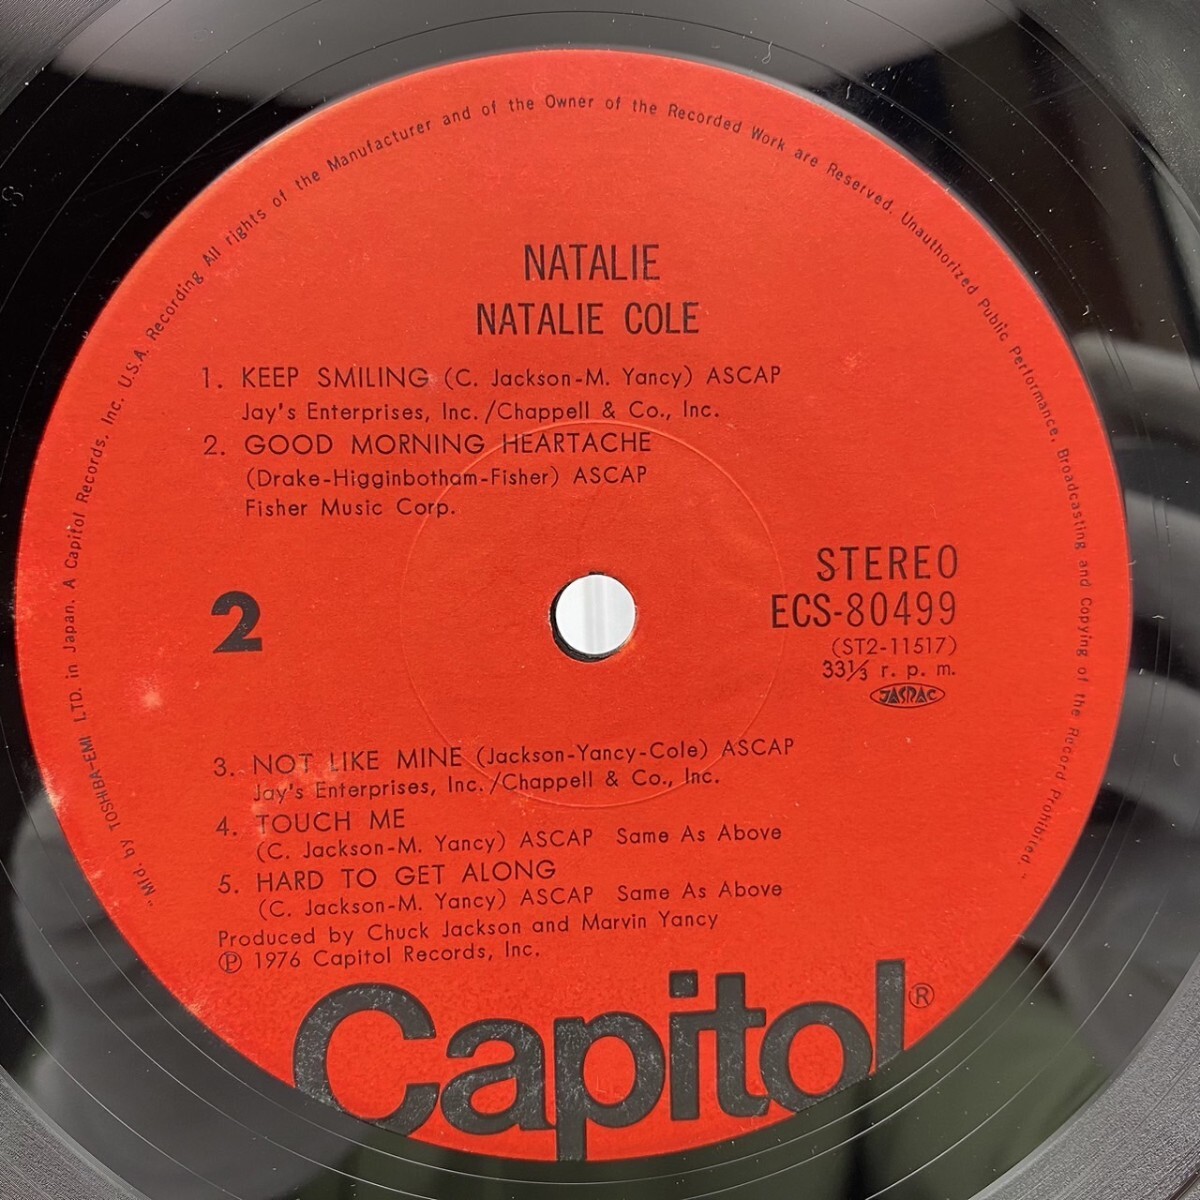 "Mfd. by TOSHIBA-EMI LTD. in Japan. A Capitol Records, Inc. U.S.A. Recording All rights of the Manufacturer and of the Owner of the Recorded Work are Reserved. Unauthorized Public Performance, Broadcasting and Copying of the Record Prohibited."
NATALIE
NATALIE COLE
1. KEEP SMILING (C. Jackson-M. Yancy) ASCAP
Jay's Enterprises, Inc. /Chappell & Co., Inc.
2. GOOD MORNING HEARTACHE
(Drake-Higginbotham-Fisher) ASCAP
Fisher Music Corp.
2
STEREO
ECS-80499
(ST2-11517)
33⅓ r. p. m.
JASRAC
3. NOT LIKE MINE (Jackson-Yancy-Cole) ASCAP
Jay's Enterprises, Inc. /Chappell & Co., Inc.
4. TOUCH ME
(C. Jackson-M. Yancy) ASCAP Same As Above
5. HARD TO GET ALONG
(C. Jackson-M. Yancy) ASCAP Same As Above
Produced by Chuck Jackson and Marvin Yancy
℗ 1976 Capitol Records, Inc.
Capitol®